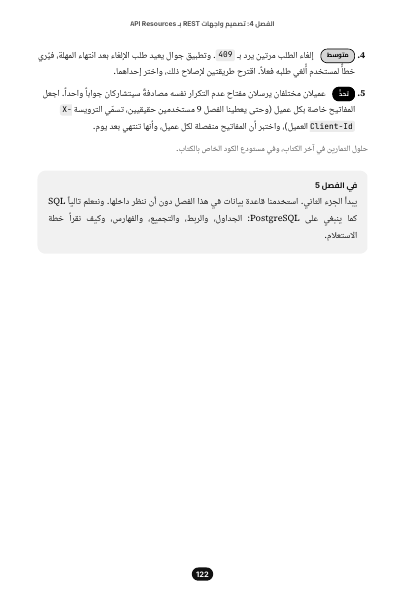 الفصل 4: تصميم واجهات REST بـ API Resources
4. متوسط إلغاء الطلب مرتين يرد بـ 409. وتطبيق جوال يعيد طلب الإلغاء بعد انتهاء المهلة، فيُري
خطأً لمستخدم أُلغي طلبه فعلاً. اقترح طريقتين لإصلاح ذلك، واختر إحداهما.
5. تحدٍّ عميلان مختلفان يرسلان مفتاح عدم التكرار نفسه مصادفةً سيتشاركان جواباً واحداً. اجعل
المفاتيح خاصة بكل عميل (وحتى يعطينا الفصل 9 مستخدمين حقيقيين، تسمّي الترويسة X-
Client-Id العميل)، واختبر أن المفاتيح منفصلة لكل عميل، وأنها تنتهي بعد يوم.
حلول التمارين في آخر الكتاب، وفي مستودع الكود الخاص بالكتاب.
في الفصل 5
يبدأ الجزء الثاني. استخدمنا قاعدة بيانات في هذا الفصل دون أن ننظر داخلها. ونتعلم تالياً SQL
كما ينبغي على PostgreSQL: الجداول، والربط، والتجميع، والفهارس، وكيف نقرأ خطة
الاستعلام.
122